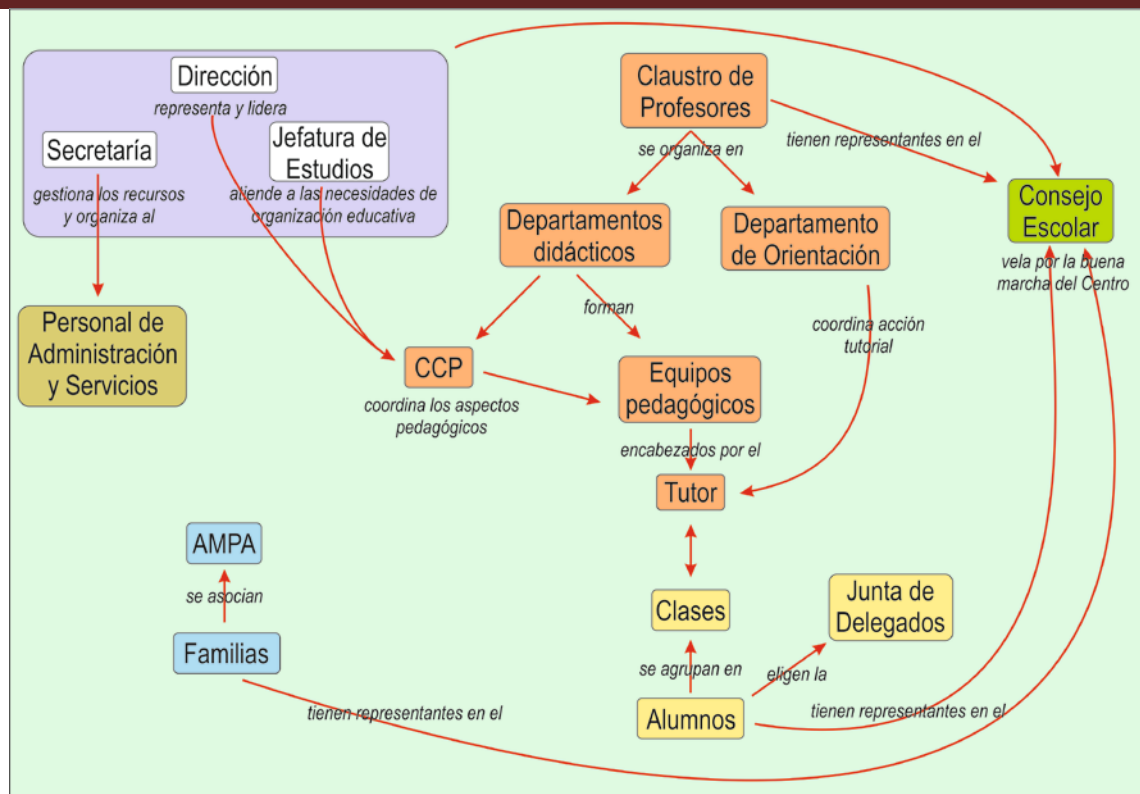 Dirección
representa y lidera
Secretaría
gestiona los recursos
y organiza al
Jefatura de
Estudios
atiende a las necesidades de
organización educativa
Personal de
Administración
y Servicios
Claustro de
Profesores
se organiza en
tienen representantes en el
Consejo
Escolar
vela por la buena
marcha del Centro
Departamentos
didácticos
Departamento
de Orientación
forman
coordina acción
tutorial
CCP
coordina los aspectos
pedagógicos
Equipos
pedagógicos
encabezados por el
Tutor
AMPA
se asocian
Familias
tienen representantes en el
Clases
se agrupan en
Alumnos
Junta de
Delegados
eligen la
tienen representantes en el